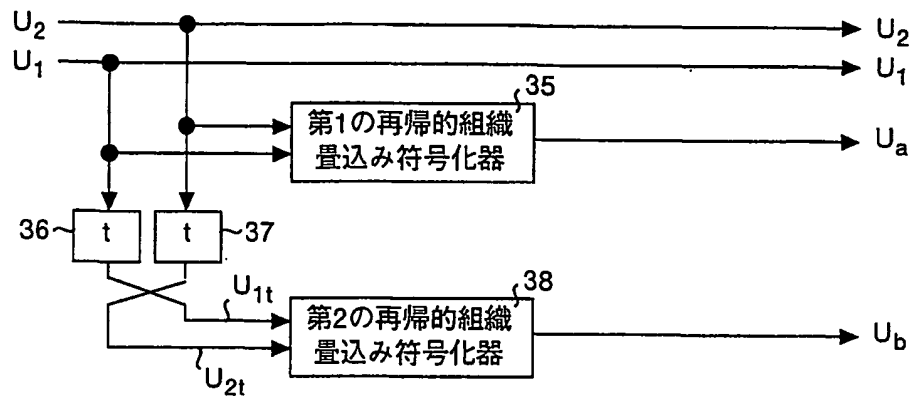 U2
U2
U1
U1
35
第1の再帰的組織
畳込み符号化器
Ua
36
t
t
37
U1t
38
第2の再帰的組織
畳込み符号化器
Ub
U2t